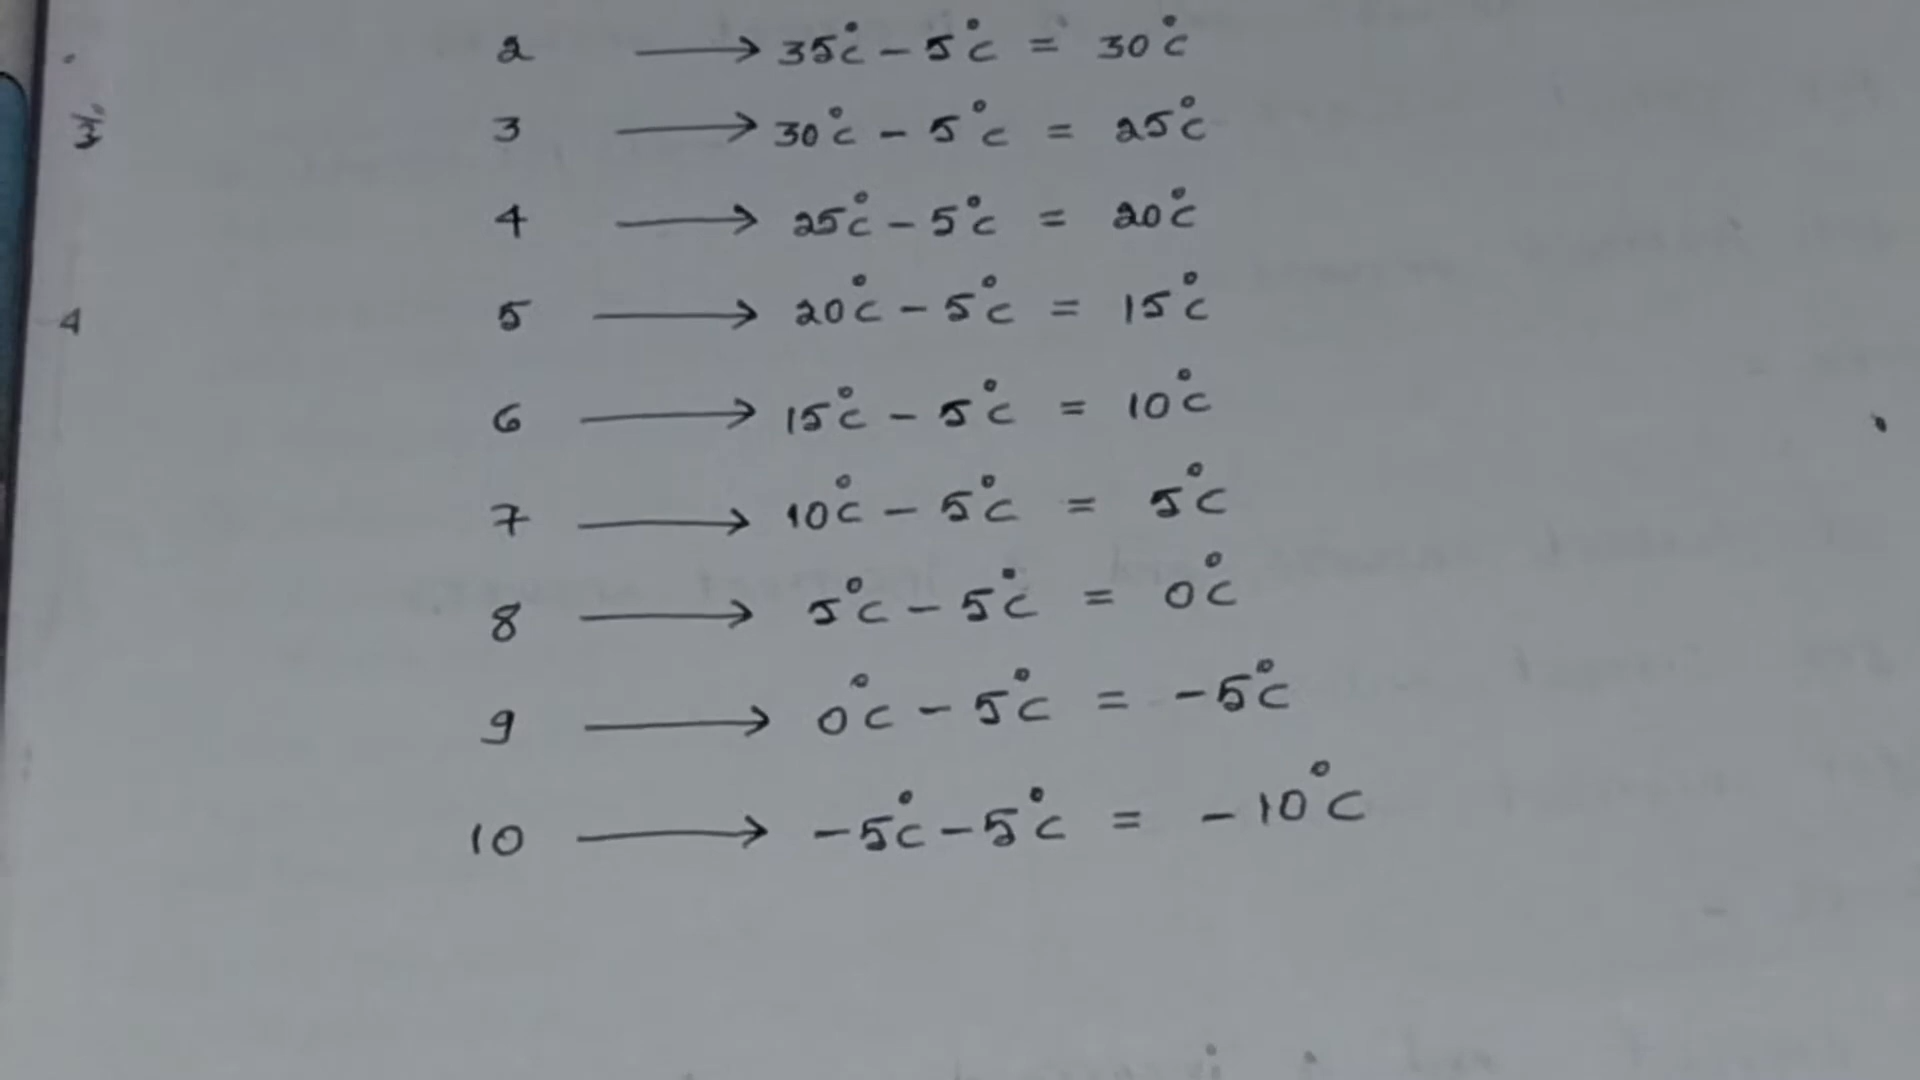 2 → 35°C - 5°C = 30°C
3 → 30°C - 5°C = 25°C
4 → 25°C - 5°C = 20°C
5 → 20°C - 5°C = 15°C
6 → 15°C - 5°C = 10°C
7 → 10°C - 5°C = 5°C
8 → 5°C - 5°C = 0°C
9 → 0°C - 5°C = -5°C
10 → -5°C - 5°C = -10°C
4